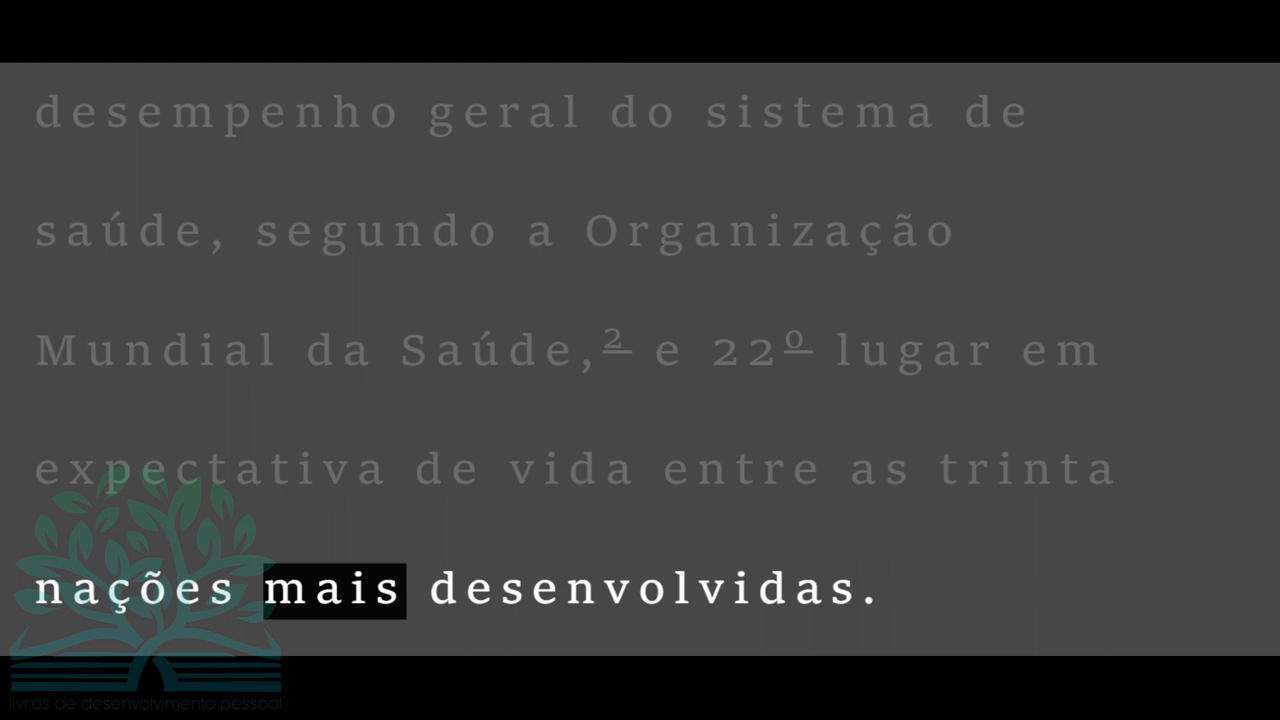 desempenho geral do sistema de
saúde, segundo a Organização
Mundial da Saúde,² e 22º lugar em
expectativa de vida entre as trinta
nações mais desenvolvidas.
livros de desenvolvimento pessoal